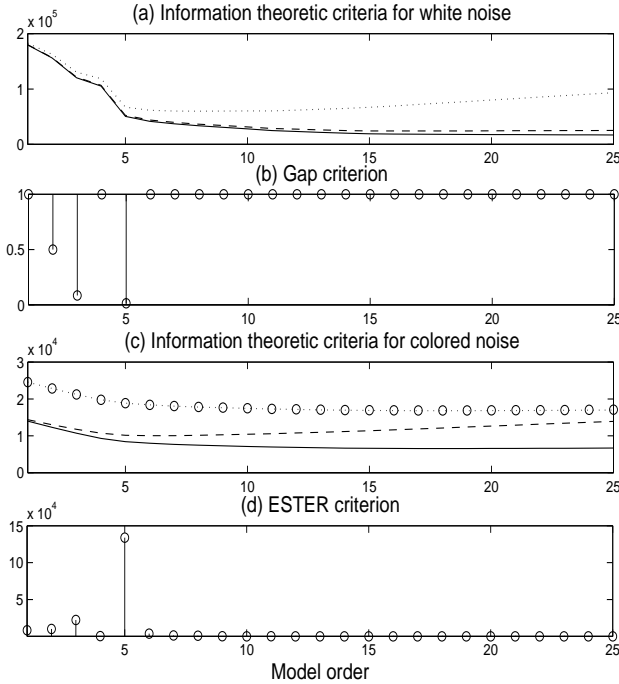 (a) Information theoretic criteria for white noise
x 10^5
2
1
0
5 10 15 20 25
(b) Gap criterion
1
0.5
0
5 10 15 20 25
(c) Information theoretic criteria for colored noise
x 10^4
3
2
1
0
5 10 15 20 25
(d) ESTER criterion
x 10^4
15
10
5
5 10 15 20 25
Model order